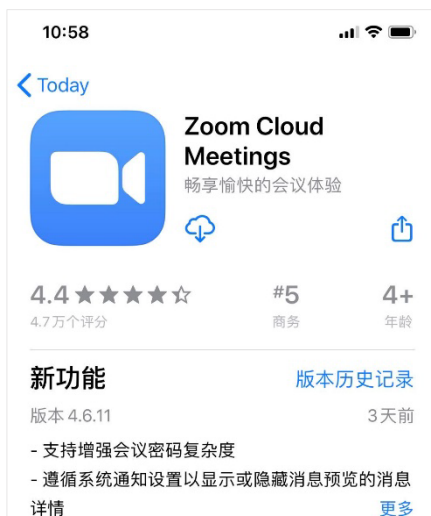 10:58
Today
Zoom Cloud
Meetings
畅享愉快的会议体验
4.4 #5 4+
4.7万个评分 商务 年龄
新功能 版本历史记录
版本 4.6.11 3天前
- 支持增强会议密码复杂度
- 遵循系统通知设置以显示或隐藏消息预览的消息
详情 更多